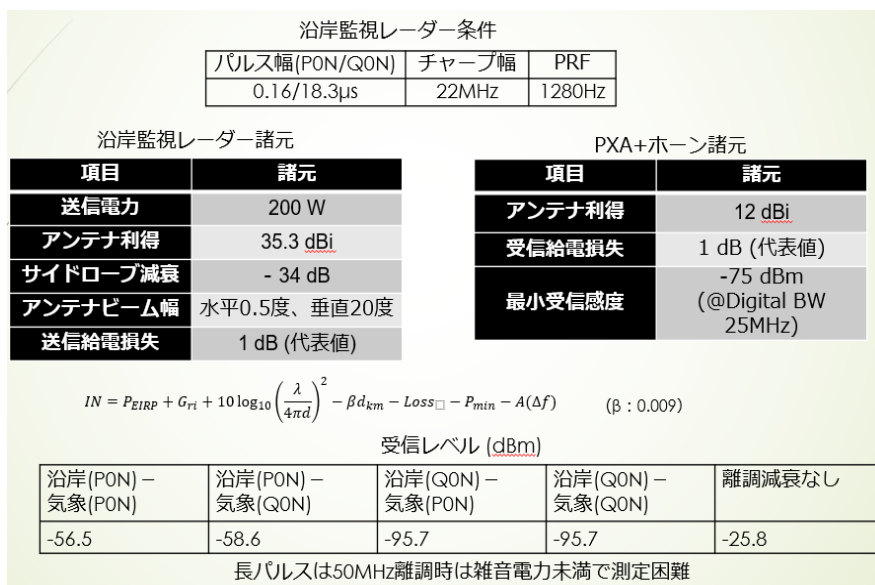 沿岸監視レーダー条件
パルス幅(P0N/Q0N) チャープ幅 PRF
0.16/18.3μs 22MHz 1280Hz
沿岸監視レーダー諸元
項目 諸元
送信電力 200 W
アンテナ利得 35.3 dBi
サイドローブ減衰 - 34 dB
アンテナビーム幅 水平0.5度、垂直20度
送信給電損失 1 dB (代表値)
PXA+ホーン諸元
項目 諸元
アンテナ利得 12 dBi
受信給電損失 1 dB (代表値)
最小受信感度 -75 dBm
(@Digital BW
25MHz)
IN = P_EIRP + G_ri + 10 log₁₀(λ/4πd)² − βd_km − Loss□ − P_min − A(Δf) (β：0.009)
受信レベル (dBm)
沿岸(P0N) – 沿岸(P0N) – 沿岸(Q0N) – 沿岸(Q0N) – 離調減衰なし
気象(P0N) 気象(Q0N) 気象(P0N) 気象(Q0N)
-56.5 -58.6 -95.7 -95.7 -25.8
長パルスは50MHz離調時は雑音電力未満で測定困難